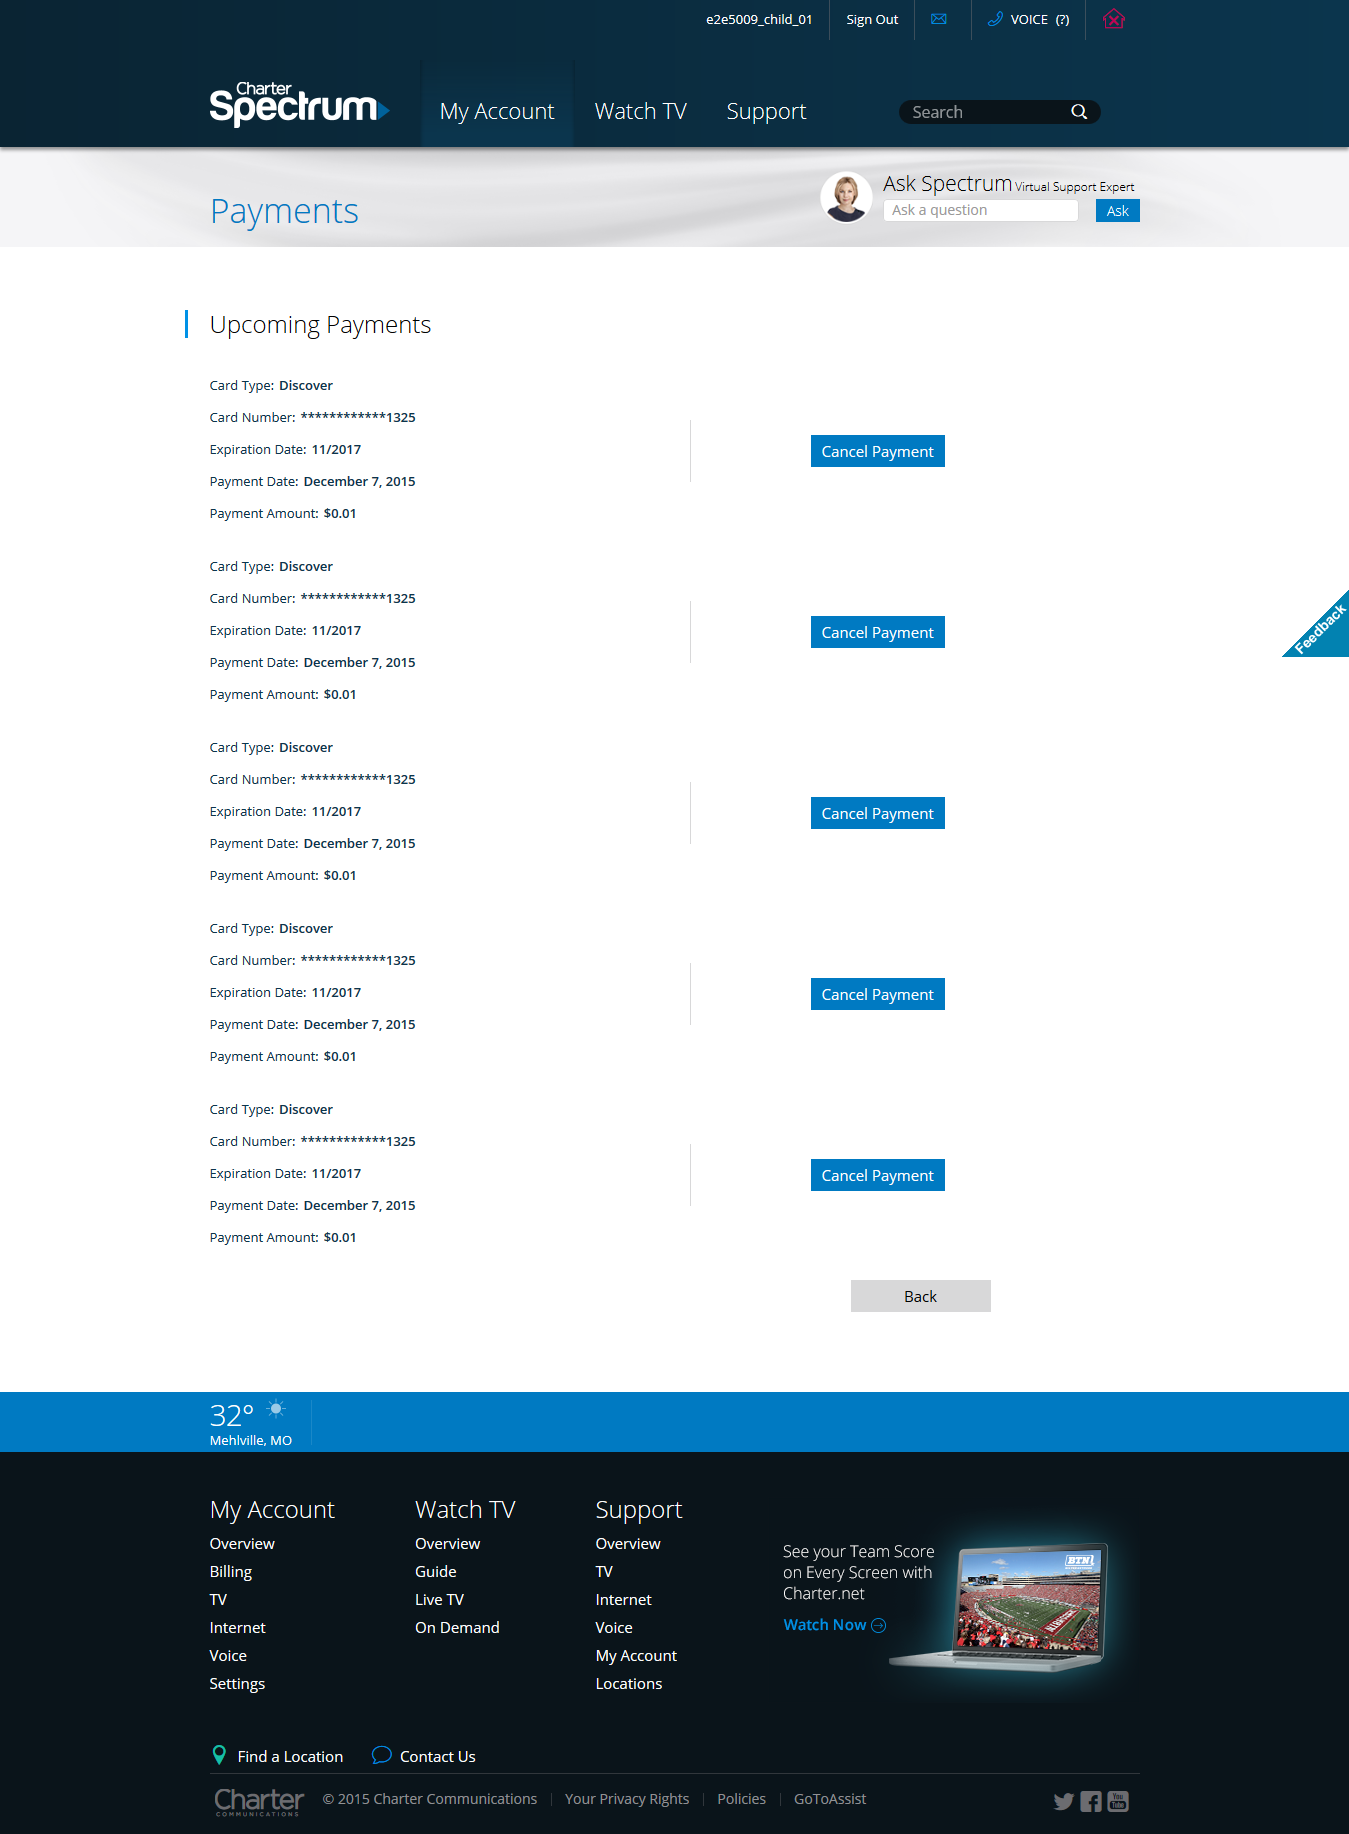 e2e5009_child_01
Sign Out
VOICE (?)
Charter
Spectrum
My Account
Watch TV
Support
Search
Payments
Ask Spectrum Virtual Support Expert
Ask a question
Ask
Upcoming Payments
Card Type: Discover
Card Number: ************1325
Expiration Date: 11/2017
Payment Date: December 7, 2015
Payment Amount: $0.01
Cancel Payment
Card Type: Discover
Card Number: ************1325
Expiration Date: 11/2017
Payment Date: December 7, 2015
Payment Amount: $0.01
Cancel Payment
Feedback
Card Type: Discover
Card Number: ************1325
Expiration Date: 11/2017
Payment Date: December 7, 2015
Payment Amount: $0.01
Cancel Payment
Card Type: Discover
Card Number: ************1325
Expiration Date: 11/2017
Payment Date: December 7, 2015
Payment Amount: $0.01
Cancel Payment
Card Type: Discover
Card Number: ************1325
Expiration Date: 11/2017
Payment Date: December 7, 2015
Payment Amount: $0.01
Cancel Payment
Back
32°
Mehlville, MO
My Account
Overview
Billing
TV
Internet
Voice
Settings
Watch TV
Overview
Guide
Live TV
On Demand
Support
Overview
TV
Internet
Voice
My Account
Locations
See your Team Score
on Every Screen with
Charter.net
Watch Now
BTN
Find a Location
Contact Us
Charter
COMMUNICATIONS
© 2015 Charter Communications
Your Privacy Rights
Policies
GoToAssist
You
Tube